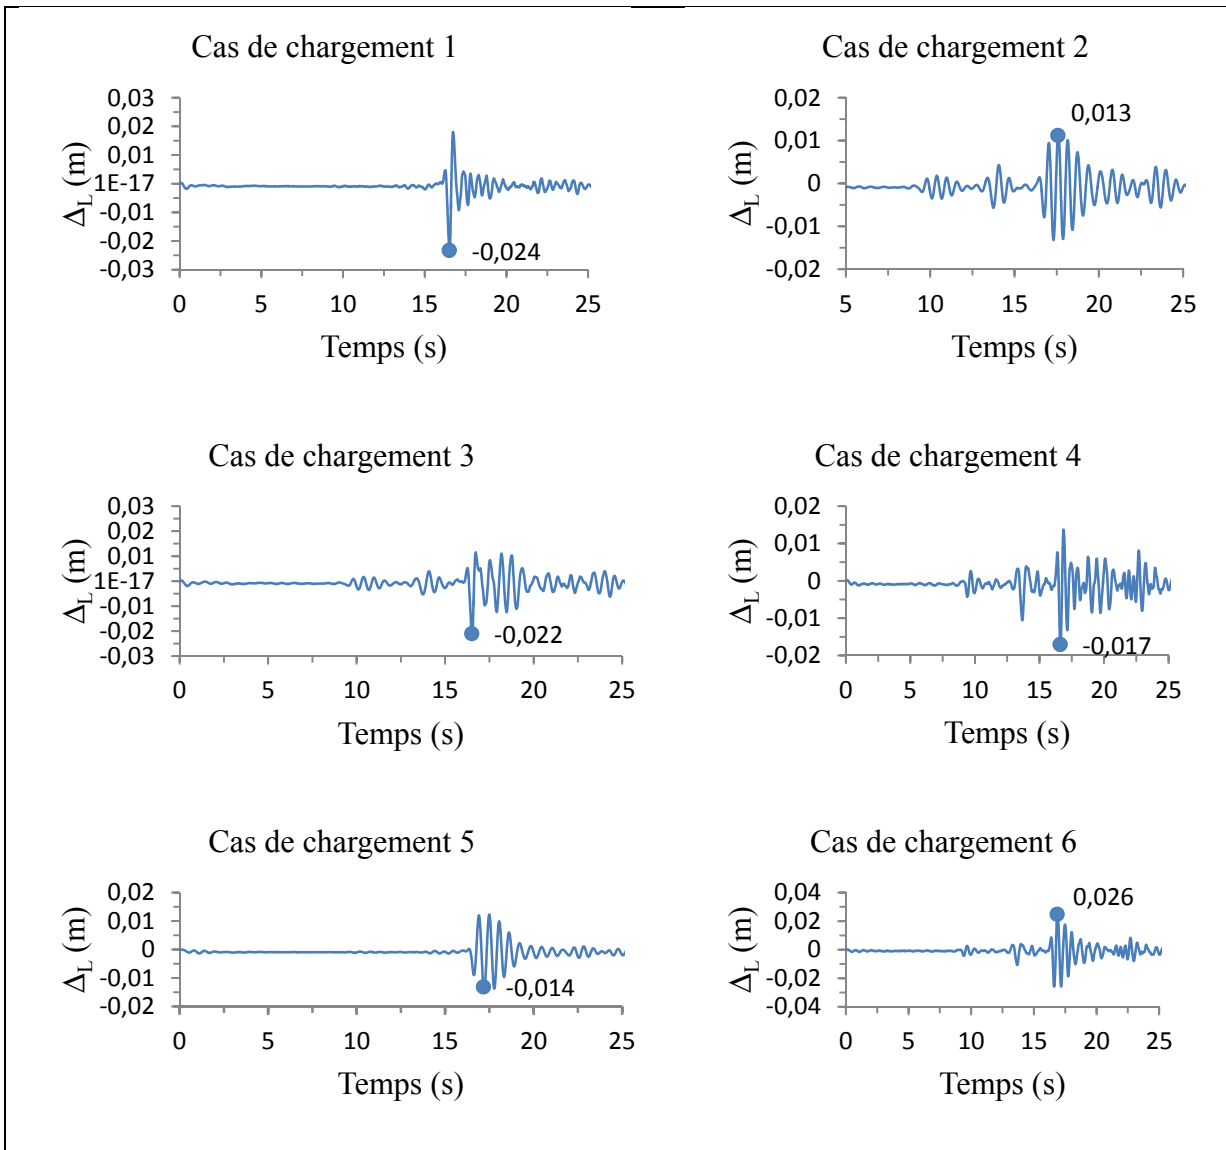 Cas de chargement 1
0,03
0,02
0,01
1E-17
-0,01
-0,02
-0,03
Δ_L (m)
-0,024
0 5 10 15 20 25
Temps (s)
Cas de chargement 2
0,02
0,01
0
-0,01
-0,02
Δ_L (m)
0,013
5 10 15 20 25
Temps (s)
Cas de chargement 3
0,03
0,02
0,01
1E-17
-0,01
-0,02
-0,03
Δ_L (m)
-0,022
0 5 10 15 20 25
Temps (s)
Cas de chargement 4
0,02
0,01
0
-0,01
-0,02
Δ_L (m)
-0,017
0 5 10 15 20 25
Temps (s)
Cas de chargement 5
0,02
0,01
0
-0,01
-0,02
Δ_L (m)
-0,014
0 5 10 15 20 25
Temps (s)
Cas de chargement 6
0,04
0,02
0
-0,02
-0,04
Δ_L (m)
0,026
0 5 10 15 20 25
Temps (s)